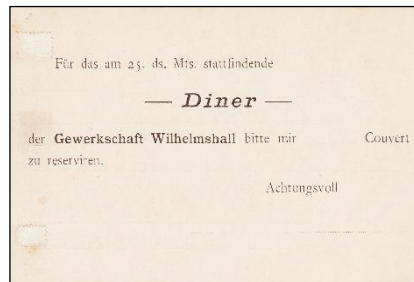 Für das am 25. ds. Mts. stattfindende
— Diner —
der Gewerkschaft Wilhelmshall bitte mir Couvert
zu reserviren.
Achtungsvoll